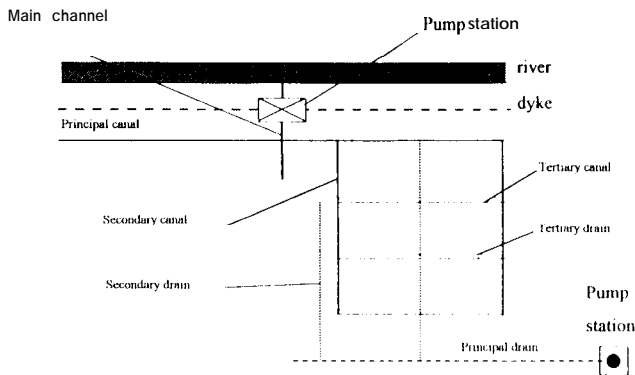 Main channel
Pump station
river
dyke
Principal canal
Tertiary canal
Secondary canal
Tertiary drain
Secondary drain
Pump
station
Principal drain